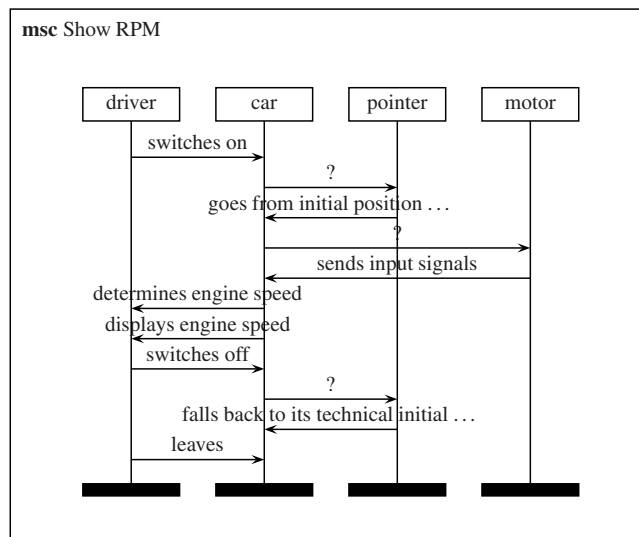 msc Show RPM
driver car pointer motor
switches on
?
goes from initial position . . .
?
sends input signals
determines engine speed
displays engine speed
switches off
?
falls back to its technical initial . . .
leaves